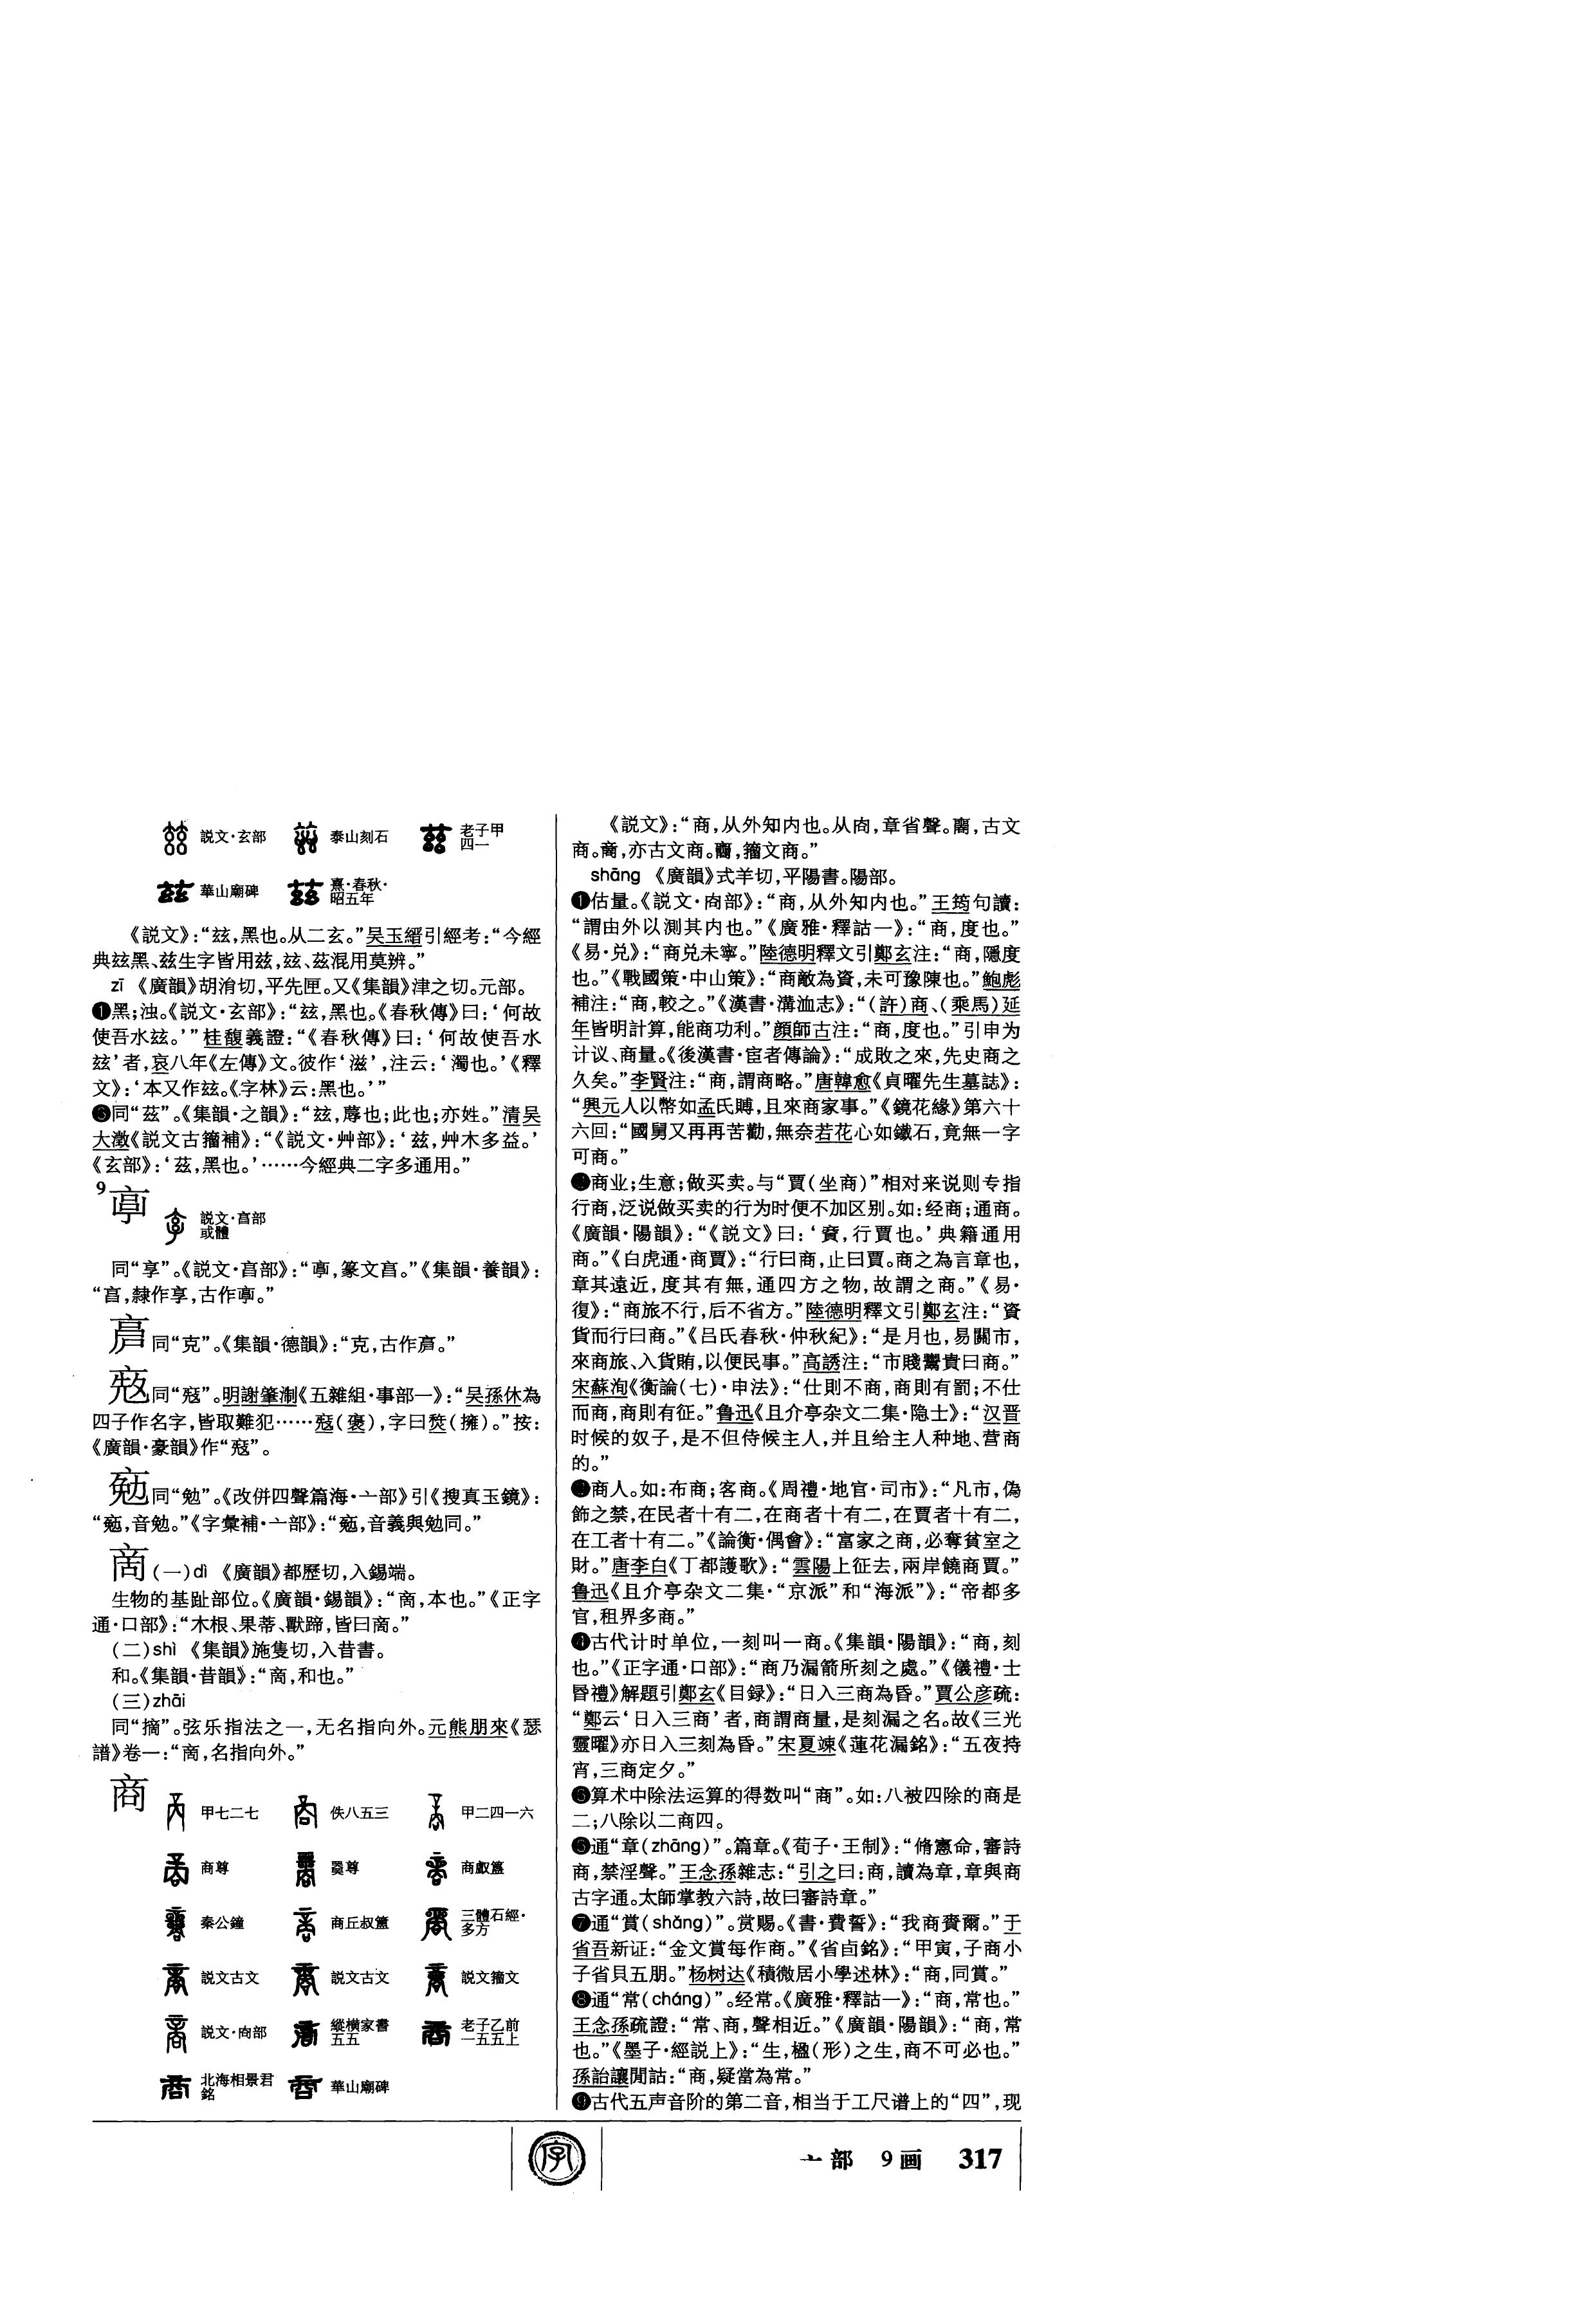 説文·玄部
泰山刻石
老子甲
四一
華山廟碑
熹·春秋·
昭五年
《説文》：“玆，黑也。从二玄。”吴玉搢引經考：“今經
典玆黑、兹生字皆用兹，玆、茲混用莫辨。”
zī 《廣韻》胡涓切，平先匣。又《集韻》津之切。元部。
❶黑；浊。《説文·玄部》：“玆，黑也。《春秋傳》曰：‘何故
使吾水玆。’”桂馥義證：“《春秋傳》曰：‘何故使吾水
玆’者，哀八年《左傳》文。彼作‘滋’，注云：‘濁也。’《釋
文》：‘本又作玆。《字林》云：黑也。’”
❸同“茲”。《集韻·之韻》：“玆，蓐也；此也；亦姓。”清吴
大澂《説文古籀補》：“《説文·艸部》：‘兹，艸木多益。’
《玄部》：‘茲，黑也。’……今經典二字多通用。”
9
亯
説文·亯部
或體
同“享”。《説文·亯部》：“，篆文亯。”《集韻·養韻》：
“亯，隸作享，古作。”
同“克”。《集韻·德韻》：“克，古作。”
同“㝃”。明謝肇淛《五雜組·事部一》：“吴孫休為
四子作名字，皆取難犯……（褒），字曰㷵（擁）。”按：
《廣韻·豪韻》作“”。
同“勉”。《改併四聲篇海·亠部》引《搜真玉鏡》：
“，音勉。”《字彙補·亠部》：“，音義與勉同。”
啇（一）dì 《廣韻》都歷切，入錫端。
生物的基趾部位。《廣韻·錫韻》：“啇，本也。”《正字
通·口部》：“木根、果蒂、獸蹄，皆曰啇。”
（二）shì 《集韻》施隻切，入昔書。
和。《集韻·昔韻》：“啇，和也。”
（三）zhāi
同“摘”。弦乐指法之一，无名指向外。元熊朋來《瑟
譜》卷一：“啇，名指向外。”
商
甲七二七
佚八五三
甲二四一六
商尊
尊
商𠭯簋
秦公鐘
商丘叔簠
三體石經·
多方
説文古文
説文古文
説文籀文
説文·㕯部
縱横家書
五五
老子乙前
一五五上
北海相景君
銘
華山廟碑
《説文》：“商，从外知内也。从㕯，章省聲。，古文
商。，亦古文商。，籀文商。”
shāng 《廣韻》式羊切，平陽書。陽部。
❶估量。《説文·㕯部》：“商，从外知内也。”王筠句讀：
“謂由外以測其内也。”《廣雅·釋詁一》：“商，度也。”
《易·兑》：“商兑未寧。”陸德明釋文引鄭玄注：“商，隱度
也。”《戰國策·中山策》：“商敵為資，未可豫陳也。”鮑彪
補注：“商，較之。”《漢書·溝洫志》：“（許）商、（乘馬）延
年皆明計算，能商功利。”顔師古注：“商，度也。”引申为
计议、商量。《後漢書·宦者傳論》：“成敗之來，先史商之
久矣。”李賢注：“商，謂商略。”唐韓愈《貞曜先生墓誌》：
“興元人以幣如孟氏賻，且來商家事。”《鏡花緣》第六十
六回：“國舅又再再苦勸，無奈若花心如鐵石，竟無一字
可商。”
❷商业；生意；做买卖。与“賈（坐商）”相对来说则专指
行商，泛说做买卖的行为时便不加区别。如：经商；通商。
《廣韻·陽韻》：“《説文》曰：‘𧶜，行賈也。’典籍通用
商。”《白虎通·商賈》：“行曰商，止曰賈。商之為言章也，
章其遠近，度其有無，通四方之物，故謂之商。”《易·
復》：“商旅不行，后不省方。”陸德明釋文引鄭玄注：“資
貨而行曰商。”《吕氏春秋·仲秋紀》：“是月也，易關市，
來商旅、入貨賄，以便民事。”高誘注：“市賤鬻貴曰商。”
宋蘇洵《衡論（七）·申法》：“仕則不商，商則有罰；不仕
而商，商則有征。”鲁迅《且介亭杂文二集·隐士》：“汉晋
时候的奴子，是不但侍候主人，并且给主人种地、营商
的。”
❸商人。如：布商；客商。《周禮·地官·司市》：“凡市，偽
飾之禁，在民者十有二，在商者十有二，在賈者十有二，
在工者十有二。”《論衡·偶會》：“富家之商，必奪貧室之
財。”唐李白《丁都護歌》：“雲陽上征去，兩岸饒商賈。”
鲁迅《且介亭杂文二集·“京派”和“海派”》：“帝都多
官，租界多商。”
❹古代计时单位，一刻叫一商。《集韻·陽韻》：“商，刻
也。”《正字通·口部》：“商乃漏箭所刻之處。”《儀禮·士
昬禮》解題引鄭玄《目録》：“日入三商為昏。”賈公彦疏：
“鄭云‘日入三商’者，商謂商量，是刻漏之名。故《三光
靈曜》亦日入三刻為昏。”宋夏竦《蓮花漏銘》：“五夜持
宵，三商定夕。”
❺算术中除法运算的得数叫“商”。如：八被四除的商是
二；八除以二商四。
❻通“章（zhāng）”。篇章。《荀子·王制》：“脩憲命，審詩
商，禁淫聲。”王念孫雜志：“引之曰：商，讀為章，章與商
古字通。太師掌教六詩，故曰審詩章。”
❼通“賞（shǎng）”。赏赐。《書·費誓》：“我商賚爾。”于
省吾新证：“金文賞每作商。”《省卣銘》：“甲寅，子商小
子省貝五朋。”杨树达《積微居小學述林》：“商，同賞。”
❽通“常（cháng）”。经常。《廣雅·釋詁一》：“商，常也。”
王念孫疏證：“常、商，聲相近。”《廣韻·陽韻》：“商，常
也。”《墨子·經説上》：“生，楹（形）之生，商不可必也。”
孫詒讓閒詁：“商，疑當為常。”
❾古代五声音阶的第二音，相当于工尺谱上的“四”，现
字
亠部 9画 317